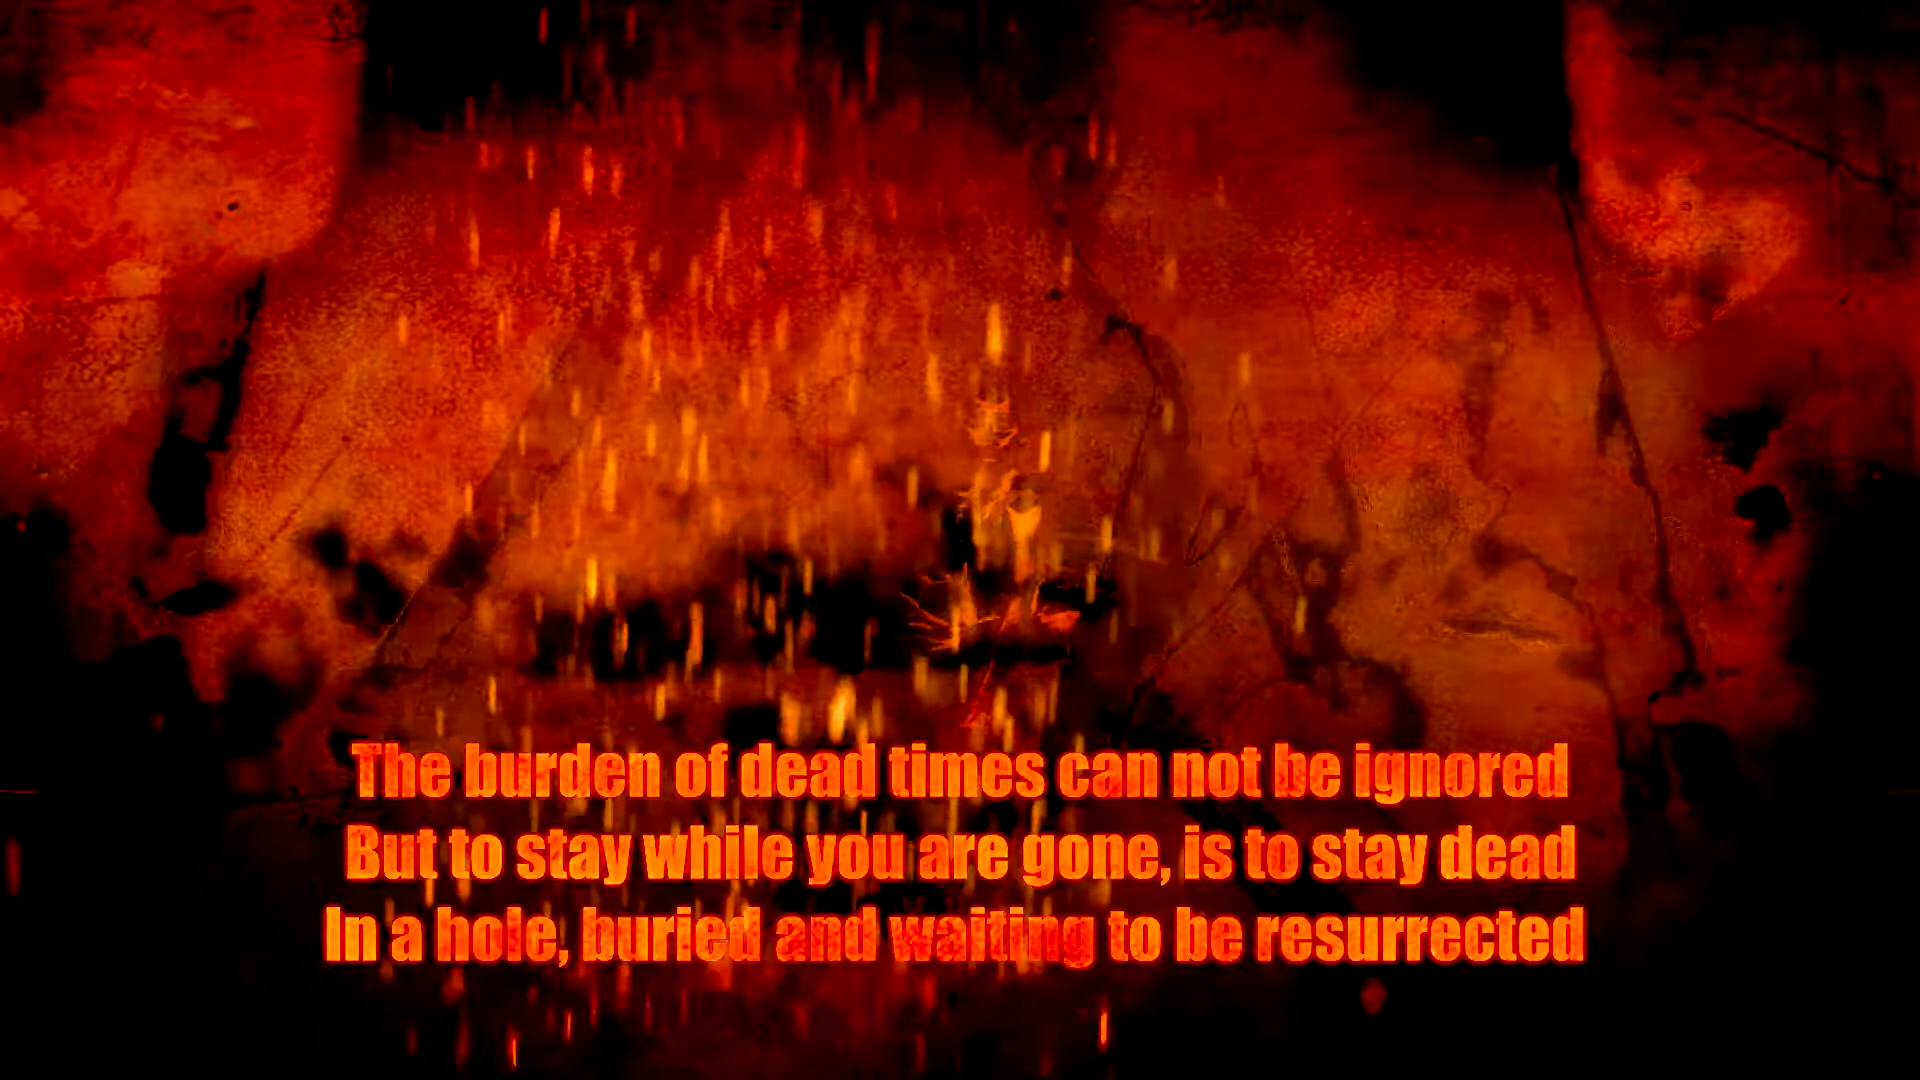 The burden of dead times can not be ignored
But to stay while you are gone, is to stay dead
In a hole, buried and waiting to be resurrected